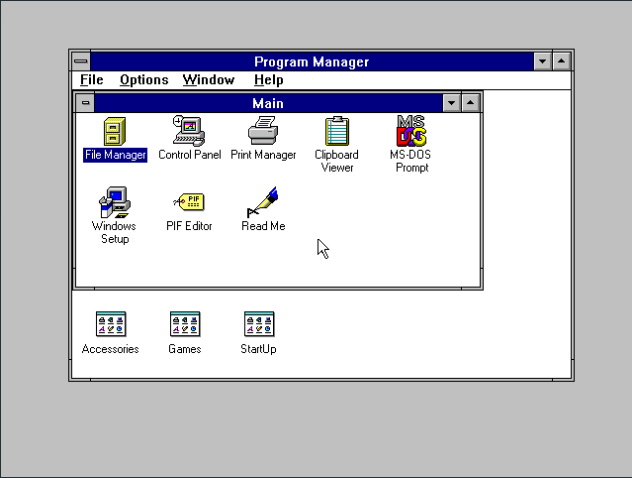 Program Manager
File Options Window Help
Main
File Manager Control Panel Print Manager Clipboard Viewer MS-DOS Prompt
MS
DOS
Windows Setup PIF Editor Read Me
PIF
Accessories Games StartUp